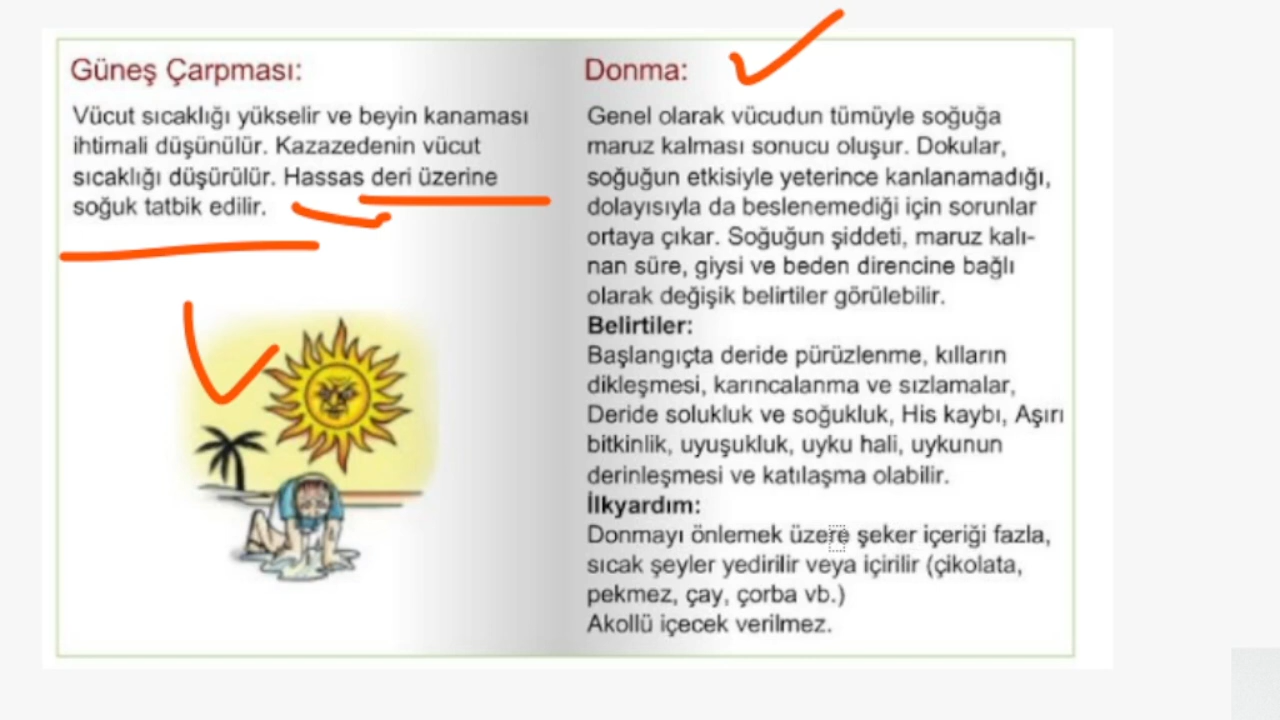 Güneş Çarpması:
Vücut sıcaklığı yükselir ve beyin kanaması
ihtimali düşünülür. Kazazedenin vücut
sıcaklığı düşürülür. Hassas deri üzerine
soğuk tatbik edilir.
Donma:
Genel olarak vücudun tümüyle soğuğa
maruz kalması sonucu oluşur. Dokular,
soğuğun etkisiyle yeterince kanlanamadığı,
dolayısıyla da beslenemediği için sorunlar
ortaya çıkar. Soğuğun şiddeti, maruz kalı-
nan süre, giysi ve beden direncine bağlı
olarak değişik belirtiler görülebilir.
Belirtiler:
Başlangıçta deride pürüzlenme, kılların
dikleşmesi, karıncalanma ve sızlamalar,
Deride solukluk ve soğukluk, His kaybı, Aşırı
bitkinlik, uyuşukluk, uyku hali, uykunun
derinleşmesi ve katılaşma olabilir.
İlkyardım:
Donmayı önlemek üzere şeker içeriği fazla,
sıcak şeyler yedirilir veya içirilir (çikolata,
pekmez, çay, çorba vb.)
Akollü içecek verilmez.